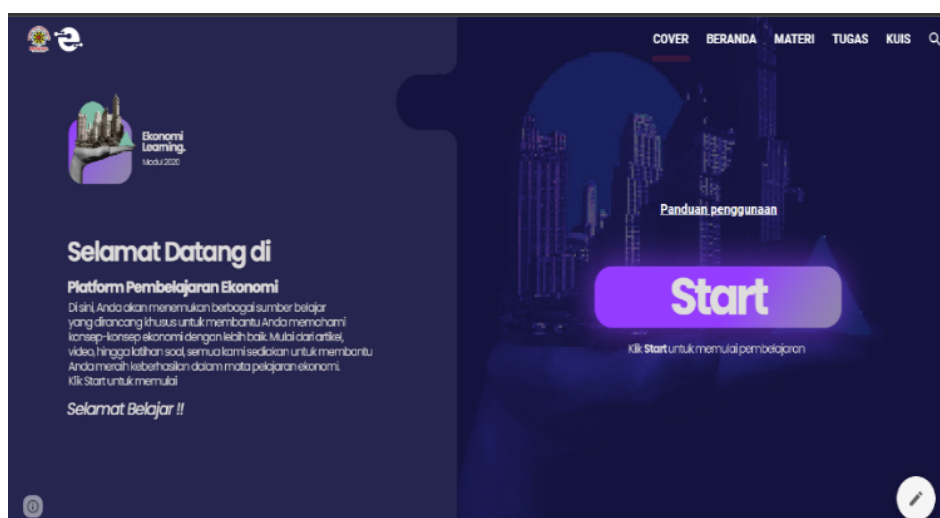 COVER BERANDA MATERI TUGAS KUIS
Ekonomi
Learning.
Modul 2020
Panduan penggunaan
Selamat Datang di
Platform Pembelajaran Ekonomi
Di sini, Anda akan menemukan berbagai sumber belajar
yang dirancang khusus untuk membantu Anda memahami
konsep-konsep ekonomi dengan lebih baik. Mulai dari artikel,
video, hingga latihan soal, semua kami sediakan untuk membantu
Anda meraih keberhasilan dalam mata pelajaran ekonomi.
Klik Start untuk memulai
Selamat Belajar !!
Start
Klik Start untuk memulai pembelajaran